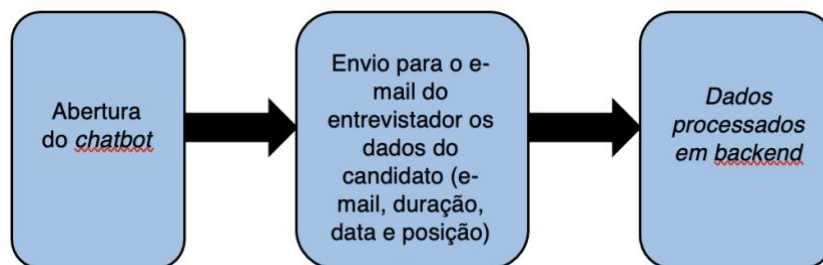 Abertura
do chatbot
Envio para o e-
mail do
entrevistador os
dados do
candidato (e-
mail, duração,
data e posição)
Dados
processados
em backend